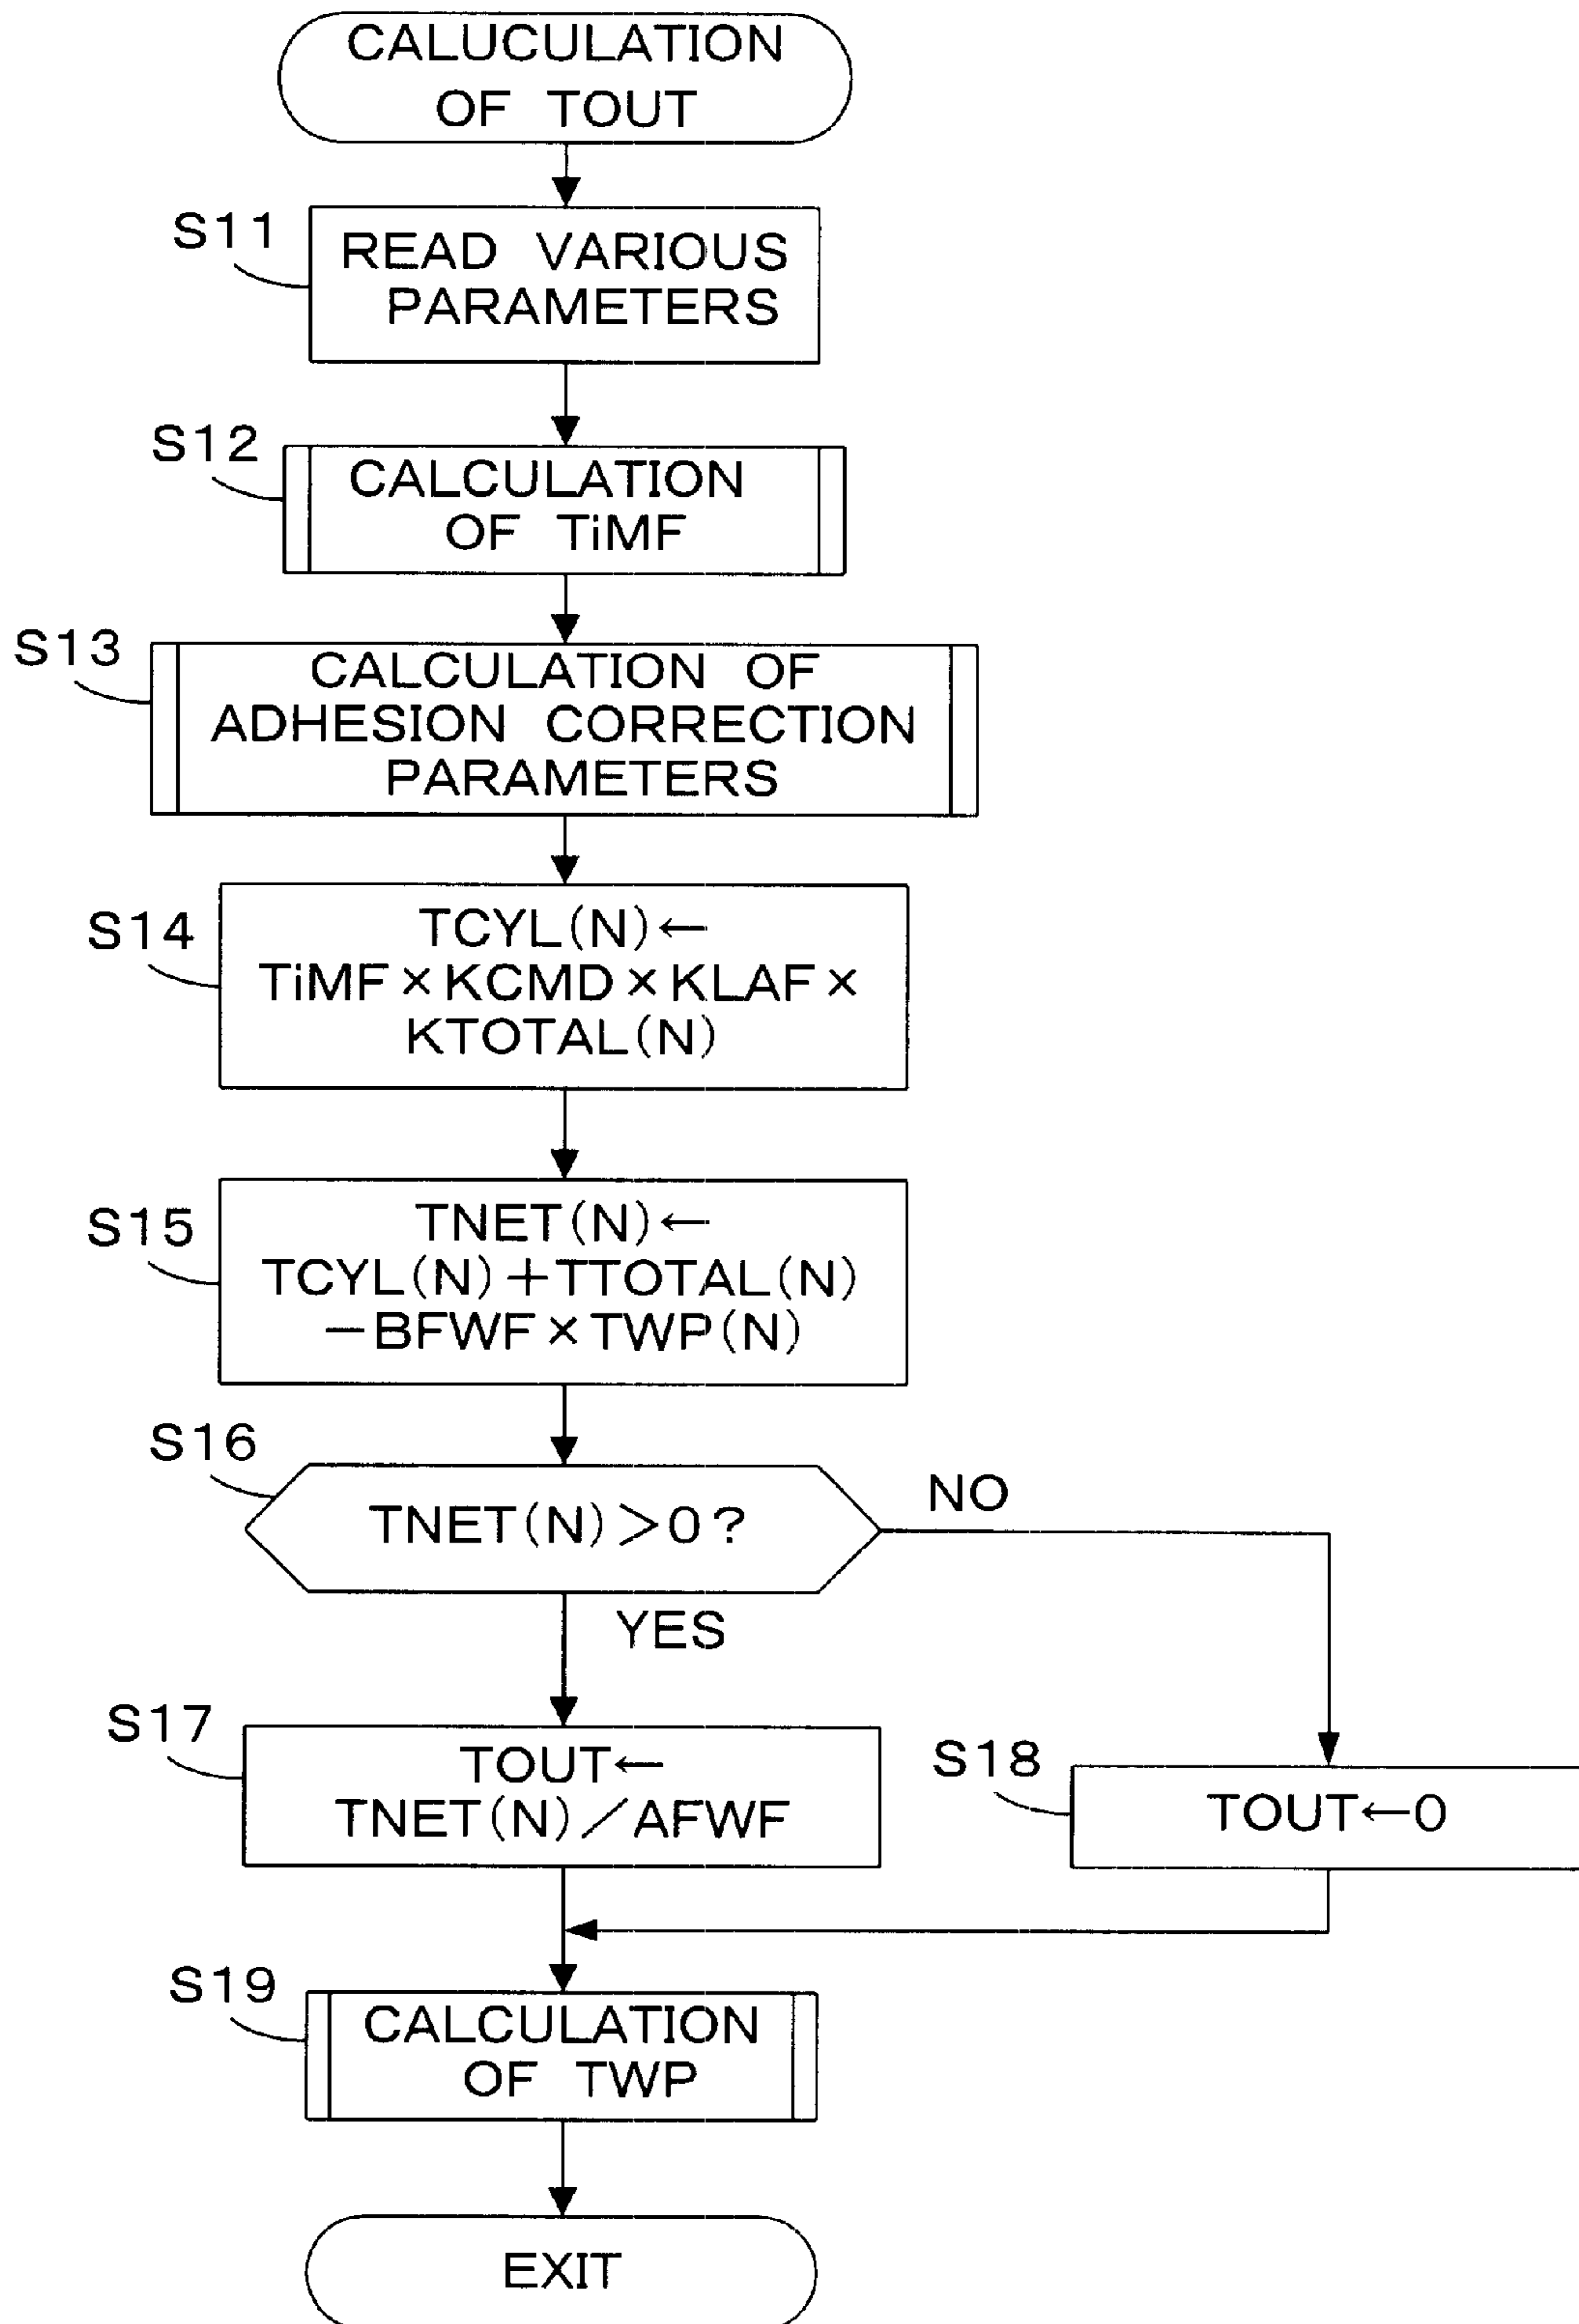 CALUCULATION
OF TOUT
S11
READ VARIOUS
PARAMETERS
S12
CALCULATION
OF TiMF
S13
CALCULATION OF
ADHESION CORRECTION
PARAMETERS
S14
TCYL(N)←
TiMF×KCMD×KLAF×
KTOTAL(N)
S15
TNET(N)←
TCYL(N)+TTOTAL(N)
−BFWF×TWP(N)
S16
TNET(N)>0?
NO
YES
S17
TOUT←
TNET(N)/AFWF
S18
TOUT←0
S19
CALCULATION
OF TWP
EXIT